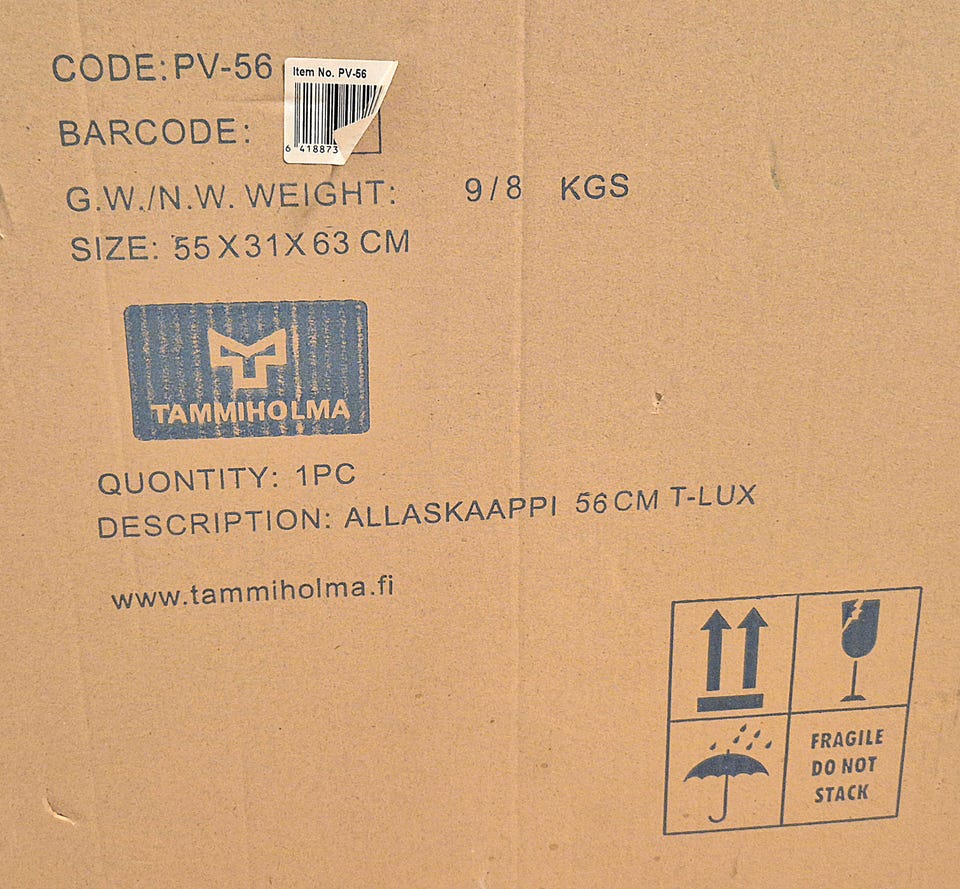 CODE: PV-56
Item No. PV-56
BARCODE:
6 418873
G.W./N.W. WEIGHT: 9/8 KGS
SIZE: 55X31X63 CM
TAMMIHOLMA
QUONTITY: 1PC
DESCRIPTION: ALLASKAAPPI 56CM T-LUX
www.tammiholma.fi
FRAGILE
DO NOT
STACK